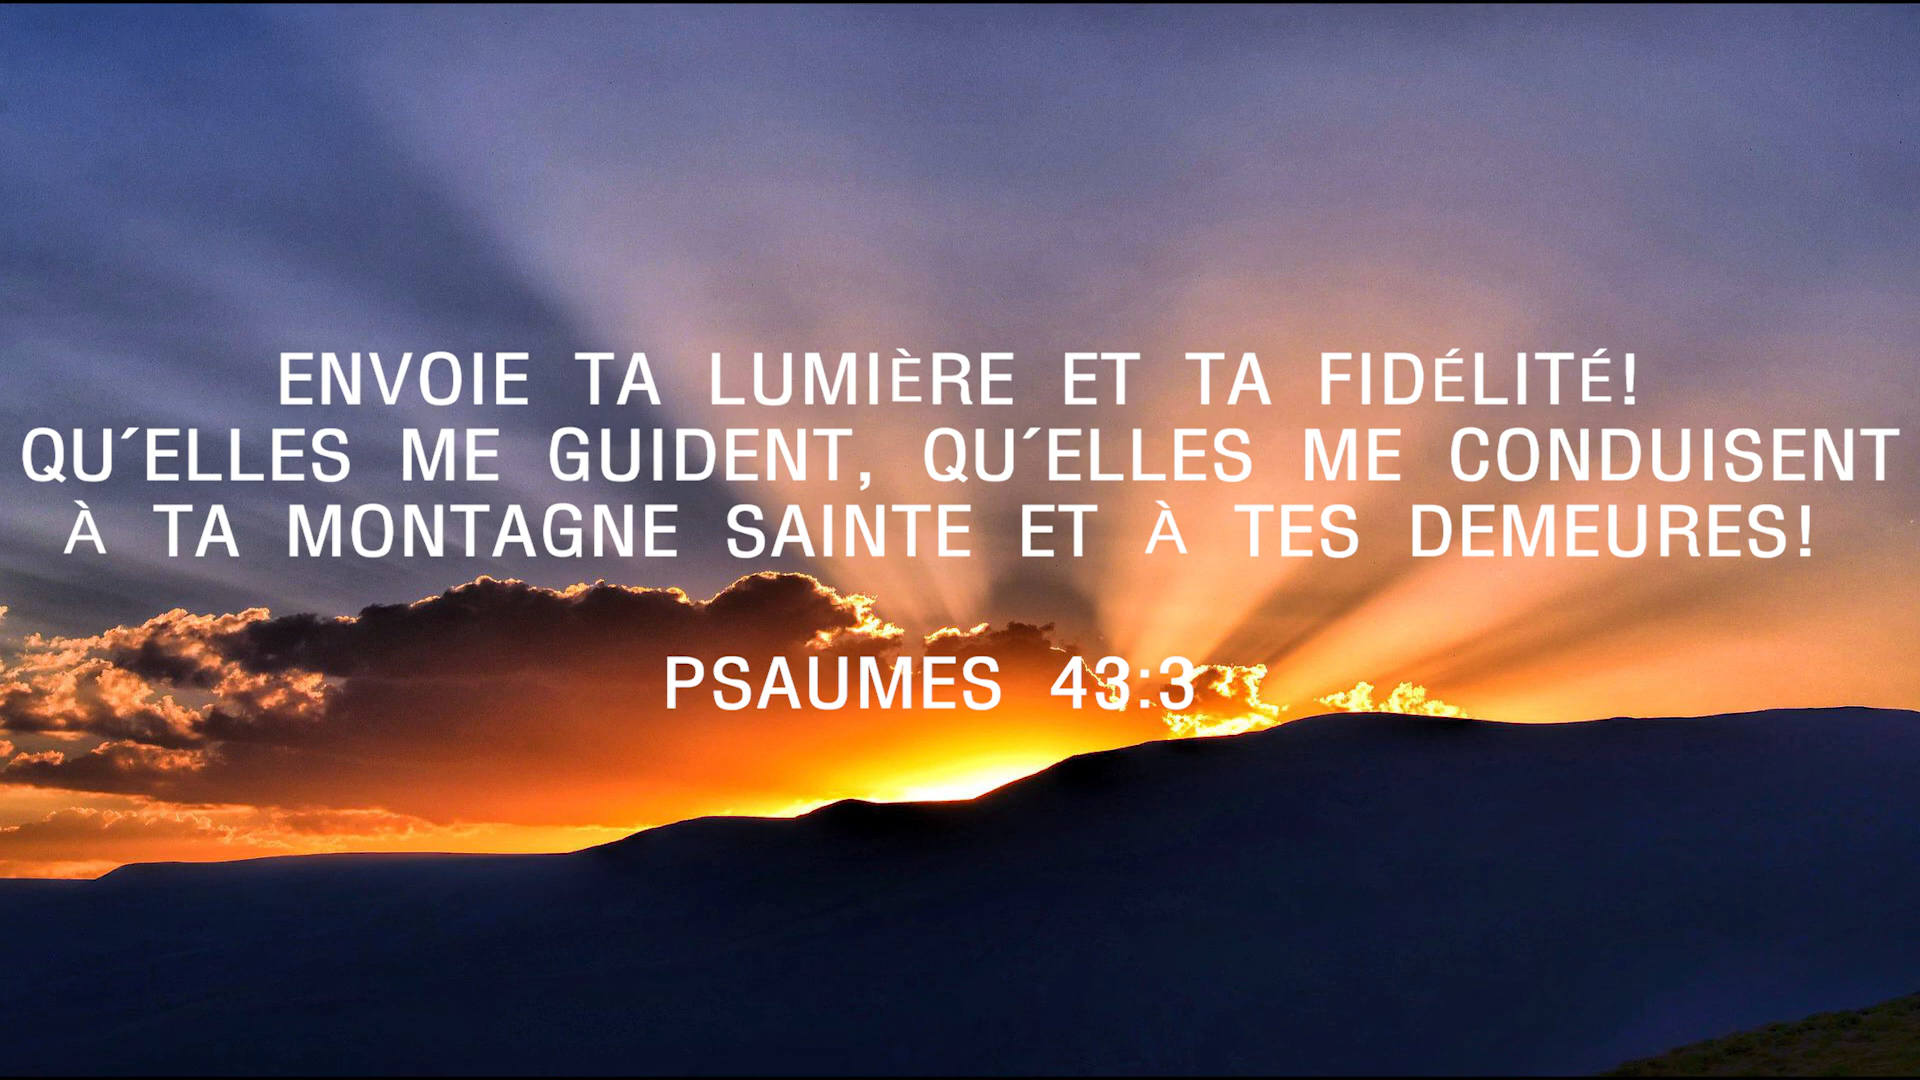 ENVOIE TA LUMIÈRE ET TA FIDÉLITÉ!
QU´ELLES ME GUIDENT, QU´ELLES ME CONDUISENT
À TA MONTAGNE SAINTE ET À TES DEMEURES!
PSAUMES 43:3